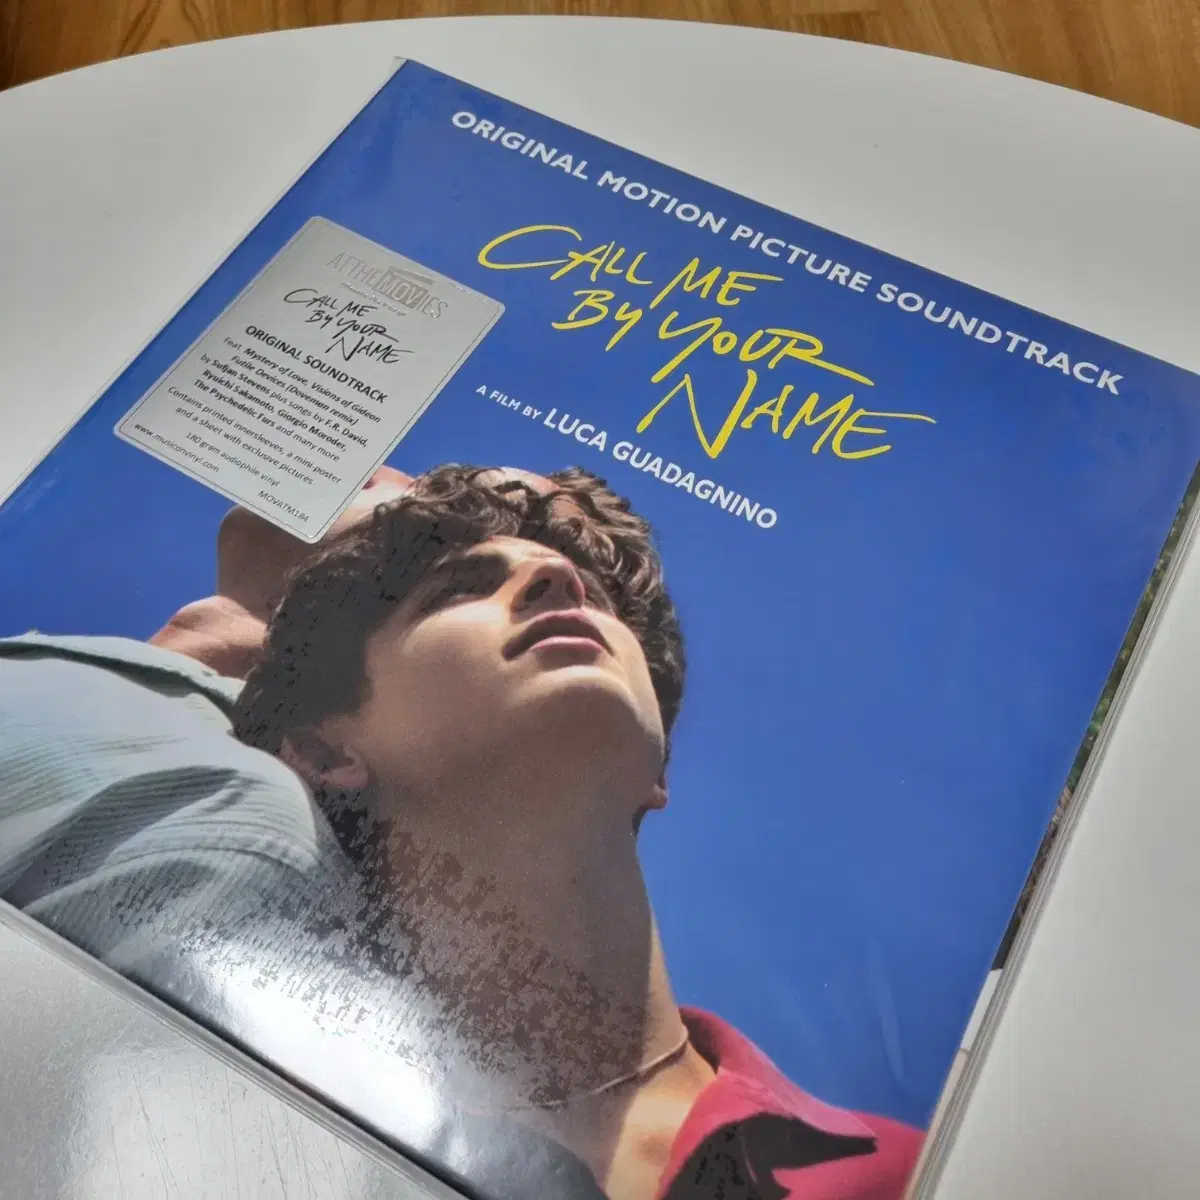 ORIGINAL MOTION PICTURE SOUNDTRACK
CALL ME
BY YOUR
NAME
A FILM BY LUCA GUADAGNINO
AT THE MOVIES
CALL ME
BY YOUR
NAME
ORIGINAL SOUNDTRACK
Feat. Mystery of Love, Visions of Gideon
Futile Devices (Doveman remix)
by Sufjan Stevens plus songs by F.R. David,
Ryuichi Sakamoto, Giorgio Moroder,
The Psychedelic Furs and many more
Contains printed innersleeves, a mini poster
and a sheet with exclusive pictures
180 gram audiophile vinyl
www.musiconvinyl.com
MOVATM184